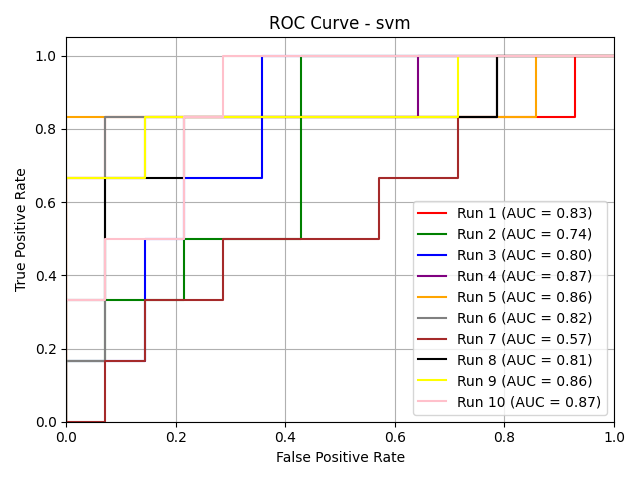 ROC Curve - svm
True Positive Rate
1.0
0.8
0.6
0.4
0.2
0.0
Run 1 (AUC = 0.83)
Run 2 (AUC = 0.74)
Run 3 (AUC = 0.80)
Run 4 (AUC = 0.87)
Run 5 (AUC = 0.86)
Run 6 (AUC = 0.82)
Run 7 (AUC = 0.57)
Run 8 (AUC = 0.81)
Run 9 (AUC = 0.86)
Run 10 (AUC = 0.87)
0.0 0.2 0.4 0.6 0.8 1.0
False Positive Rate